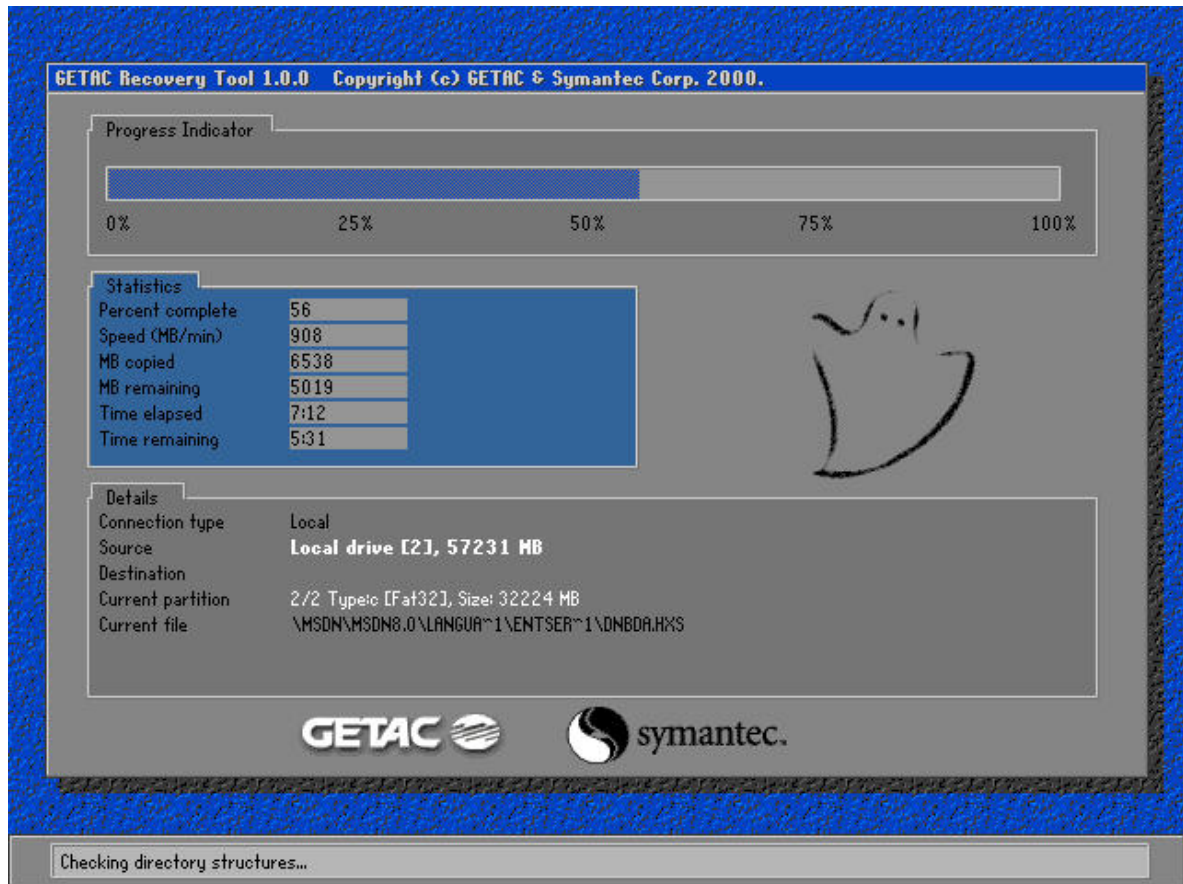 GETAC Recovery Tool 1.0.0 Copyright (c) GETAC & Symantec Corp. 2000.
Progress Indicator
0% 25% 50% 75% 100%
Statistics
Percent complete 56
Speed (MB/min) 908
MB copied 6538
MB remaining 5019
Time elapsed 7:12
Time remaining 5:31
Details
Connection type Local
Source Local drive [2], 57231 MB
Destination
Current partition 2/2 Type:c [Fat32], Size: 32224 MB
Current file \MSDN\MSDN8.0\LANGUA~1\ENTSER~1\DNBDA.HXS
GETAC symantec.
Checking directory structures...